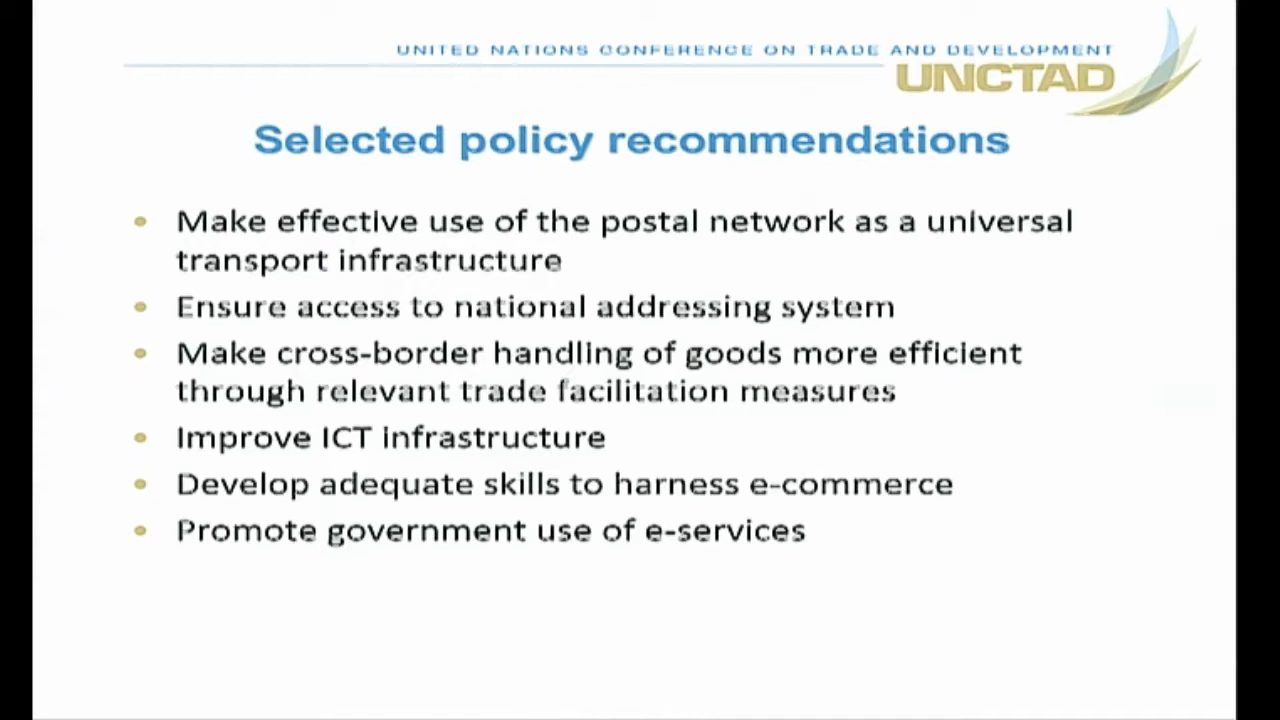 UNITED NATIONS CONFERENCE ON TRADE AND DEVELOPMENT
UNCTAD
Selected policy recommendations
• Make effective use of the postal network as a universal
transport infrastructure
• Ensure access to national addressing system
• Make cross-border handling of goods more efficient
through relevant trade facilitation measures
• Improve ICT infrastructure
• Develop adequate skills to harness e-commerce
• Promote government use of e-services